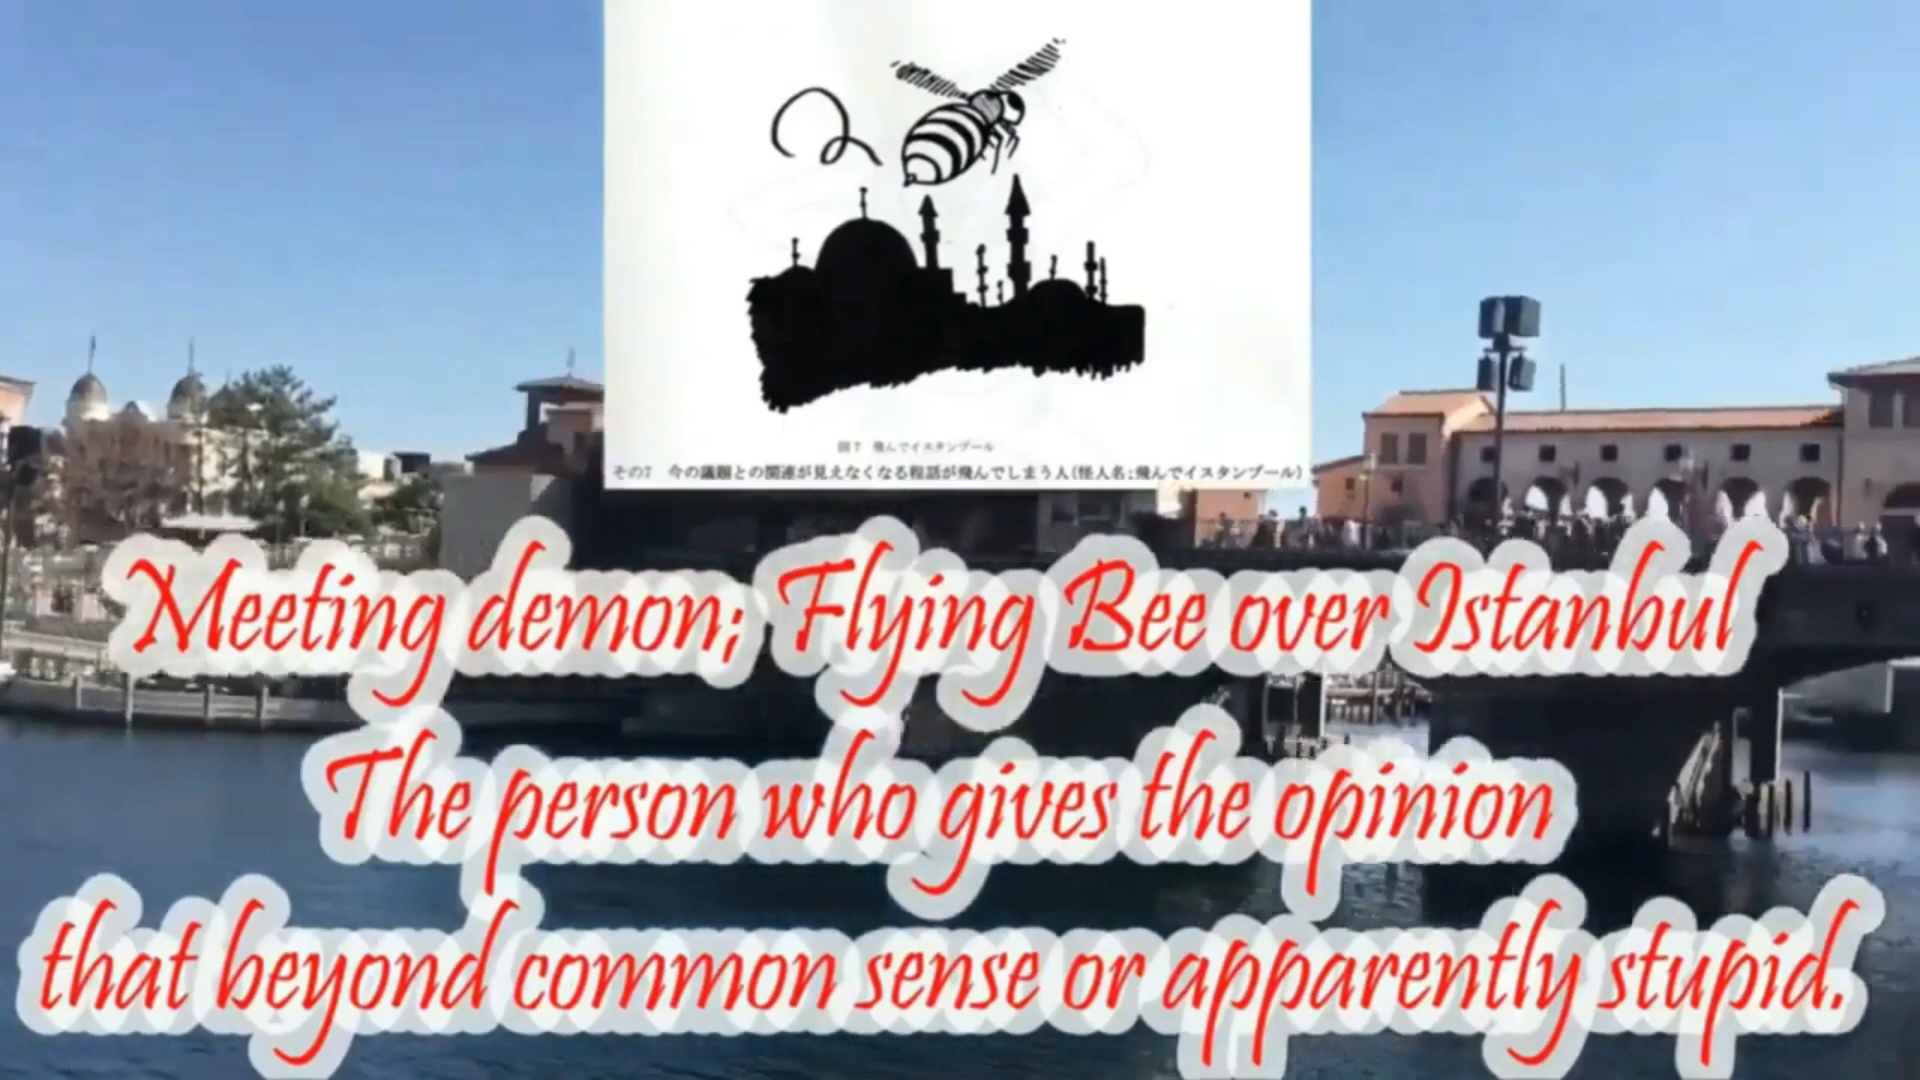 図7 飛んでイスタンブール
その7 今の議題との関連が見えなくなる程話が飛んでしまう人(怪人名;飛んでイスタンブール)
Meeting demon; Flying Bee over Istanbul
The person who gives the opinion
that beyond common sense or apparently stupid.